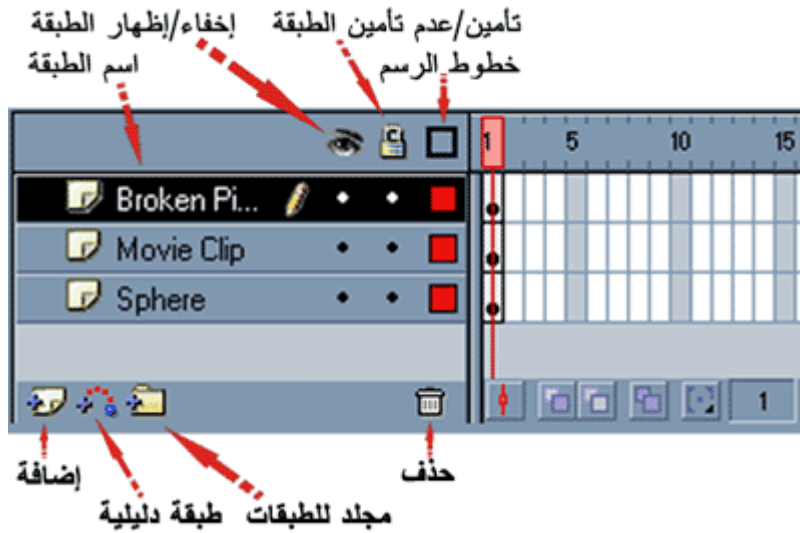 تأمين/عدم تأمين الطبقة إخفاء/إظهار الطبقة
خطوط الرسم اسم الطبقة
1 5 10 15
Broken Pi...
Movie Clip
Sphere
1
إضافة حذف
مجلد للطبقات طبقة دليلية